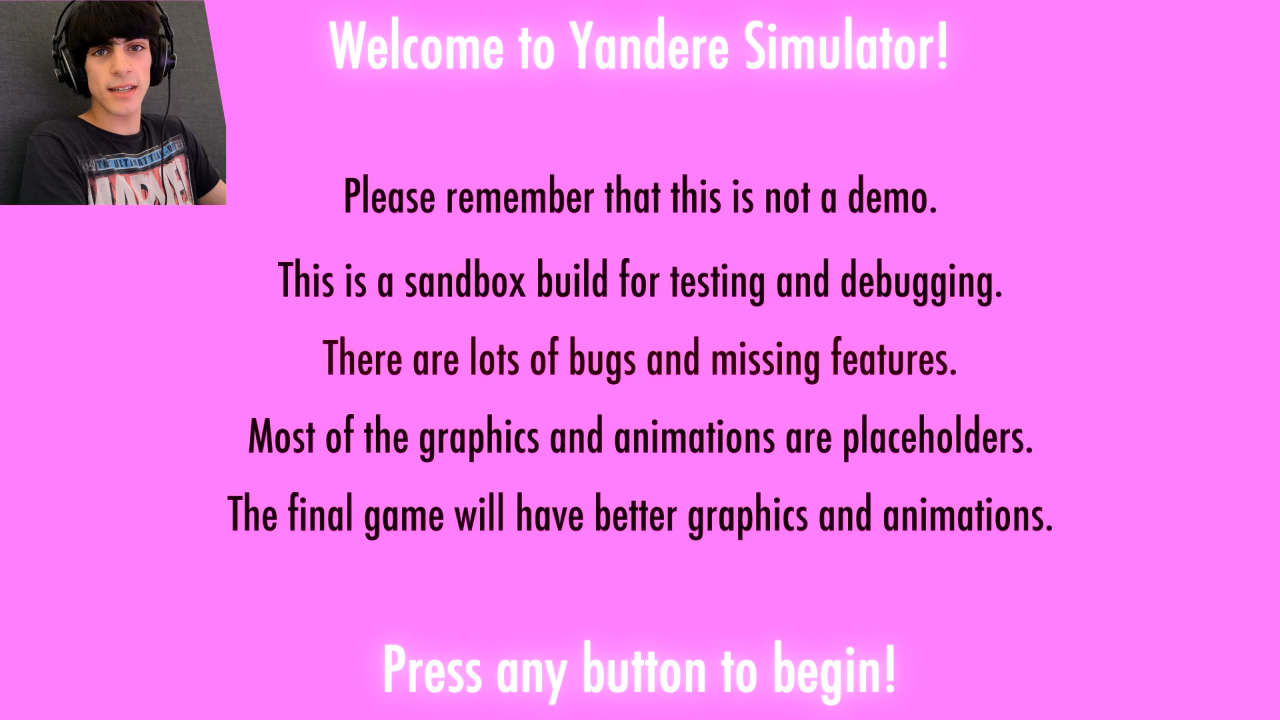 Welcome to Yandere Simulator!
Please remember that this is not a demo.
This is a sandbox build for testing and debugging.
There are lots of bugs and missing features.
Most of the graphics and animations are placeholders.
The final game will have better graphics and animations.
Press any button to begin!